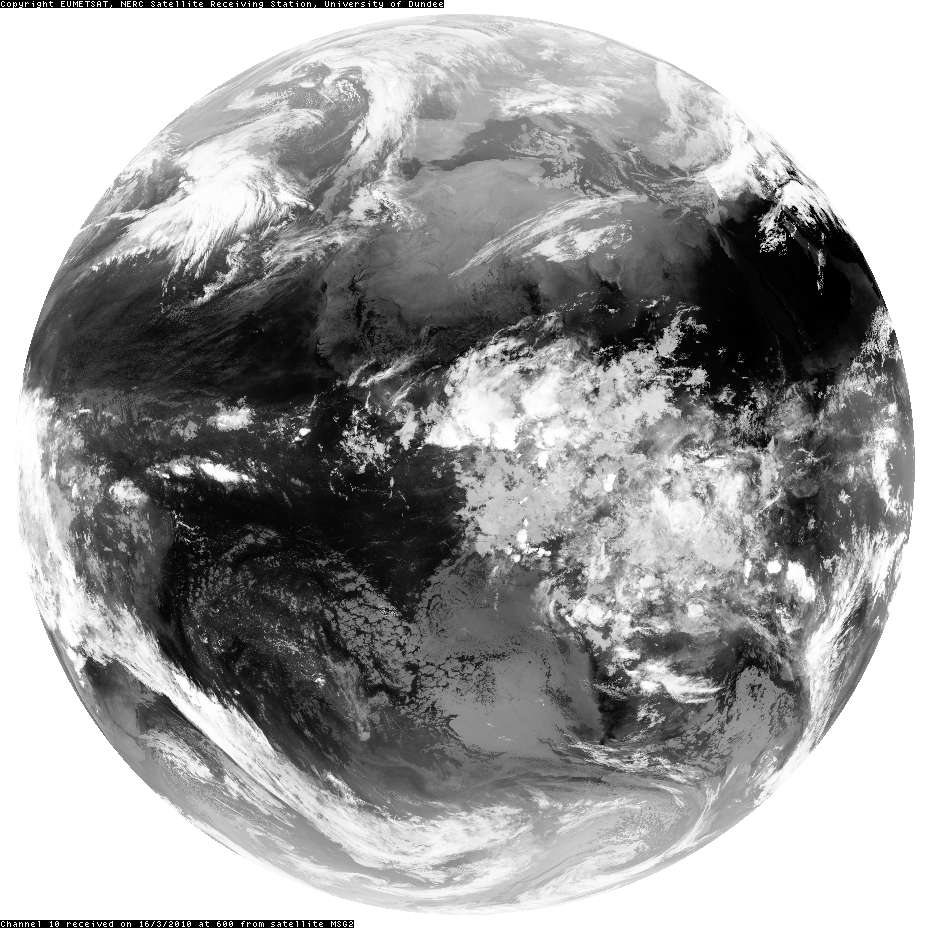 Copyright EUMETSAT, NERC Satellite Receiving Station, University of Dundee
Channel 10 received on 16/3/2010 at 600 from satellite MSG2